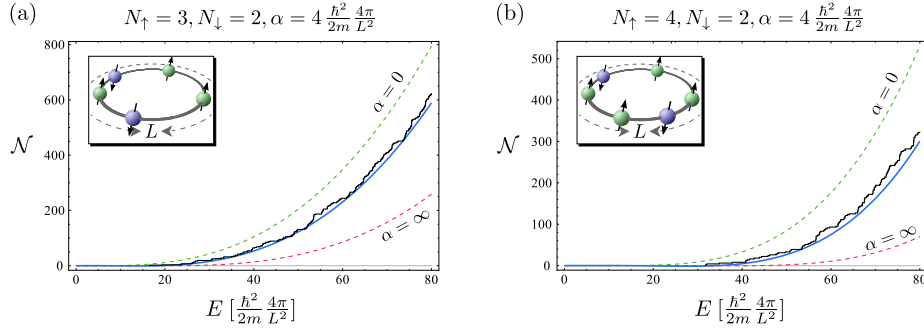 (a)
N↑ = 3, N↓ = 2, α = 4 ħ²/2m 4π/L²
800
600
400
200
0
𝒩
L
α = 0
α = ∞
0 20 40 60 80
E [ħ²/2m 4π/L²]
(b)
N↑ = 4, N↓ = 2, α = 4 ħ²/2m 4π/L²
500
400
300
200
100
0
𝒩
L
α = 0
α = ∞
0 20 40 60 80
E [ħ²/2m 4π/L²]